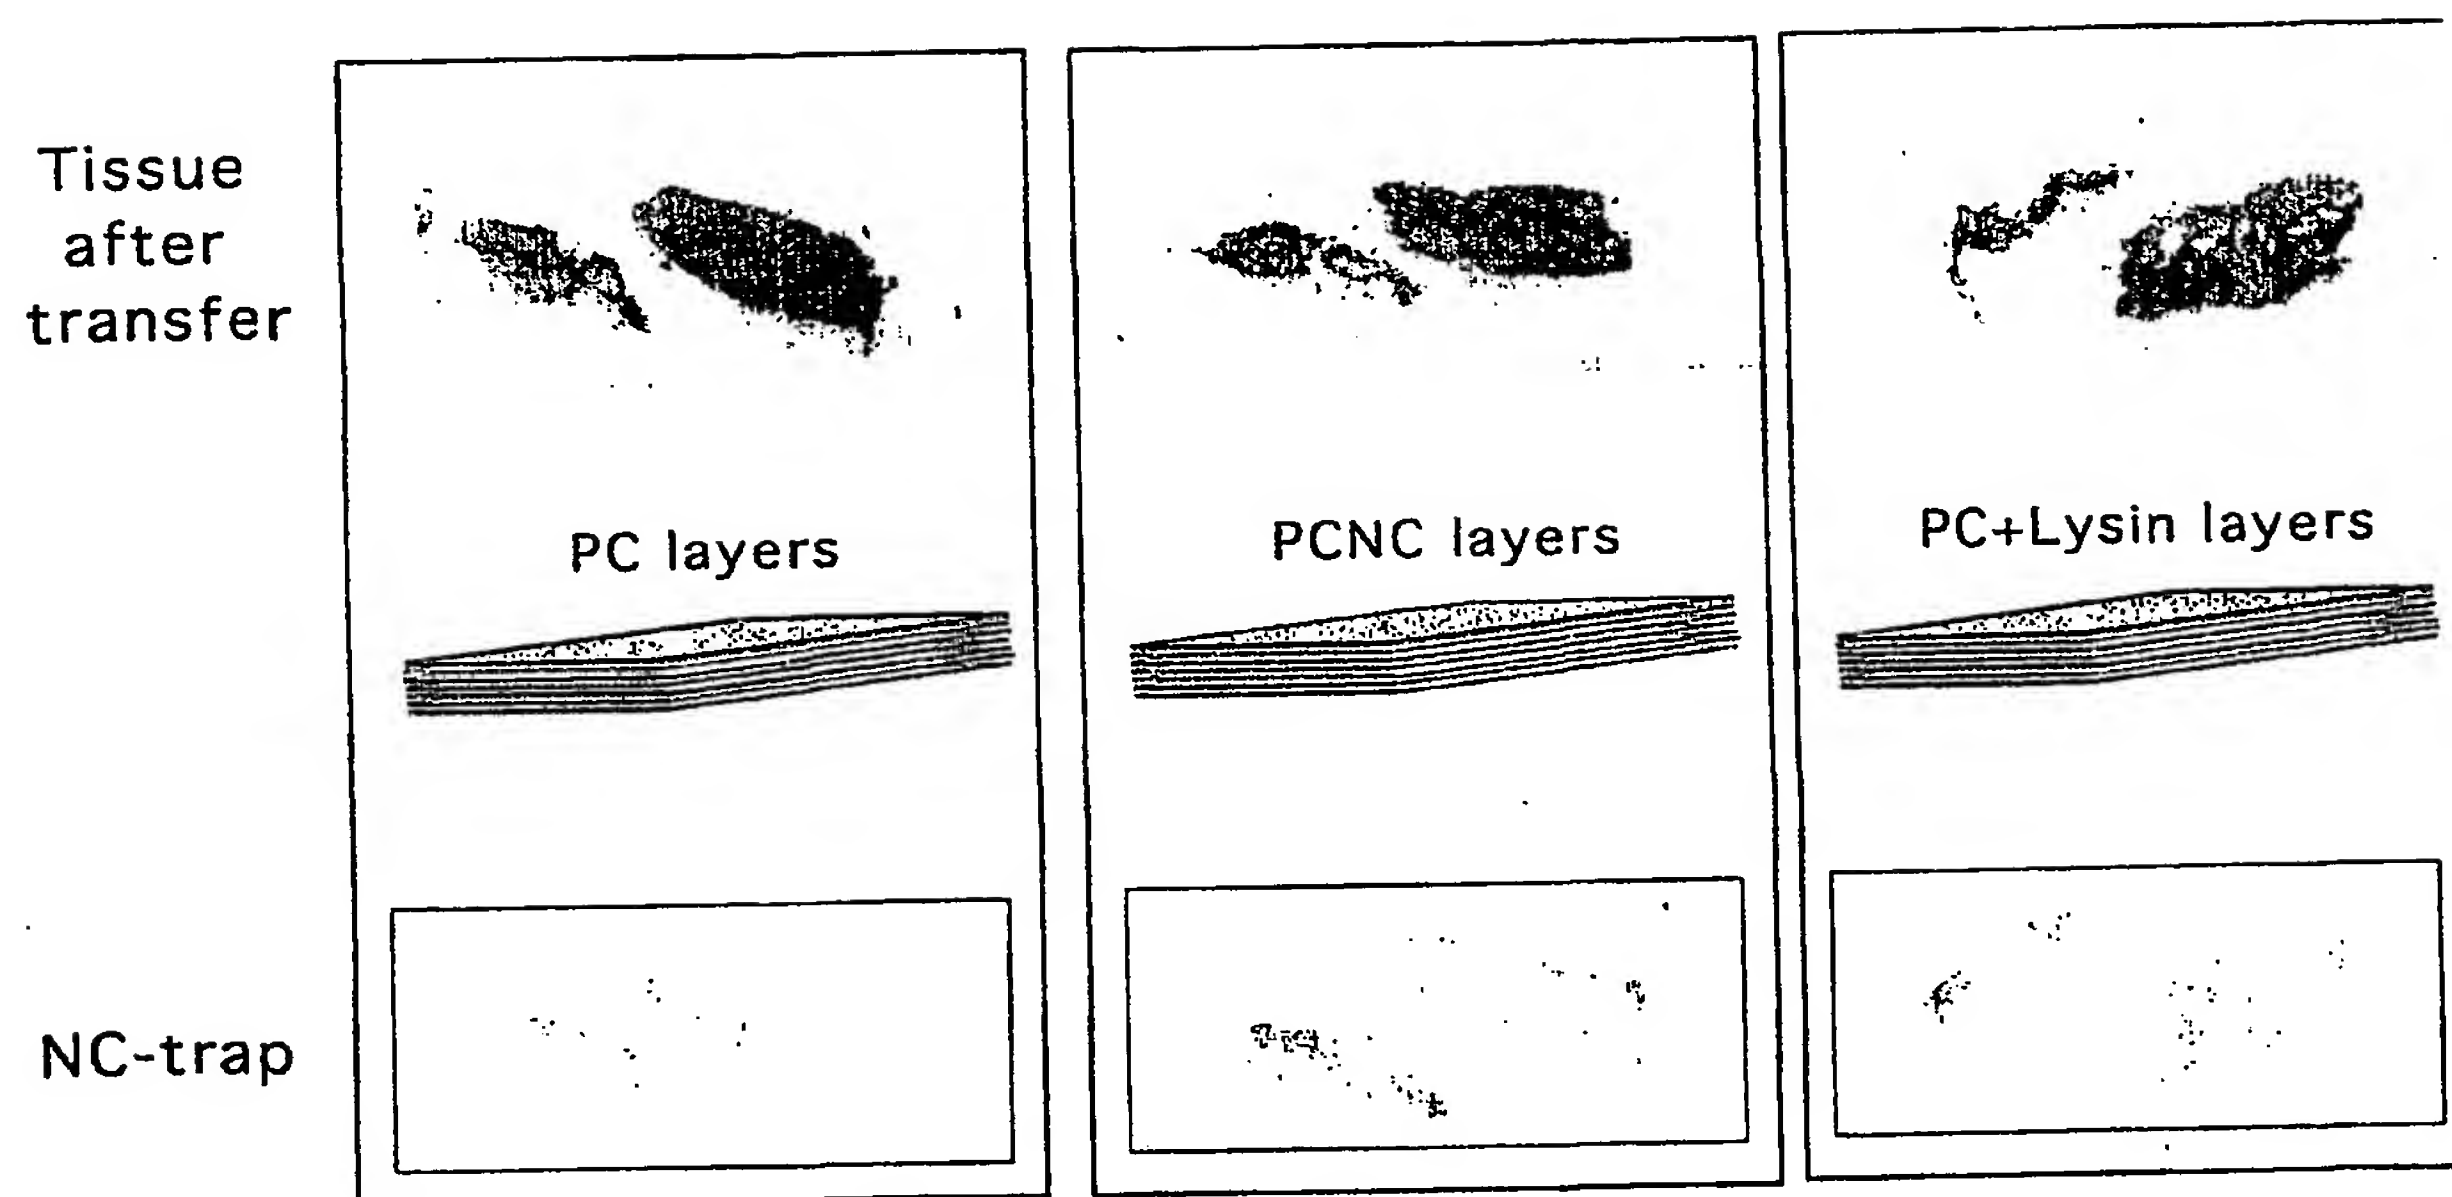 Tissue
after
transfer
PC layers
PCNC layers
PC+Lysin layers
NC-trap